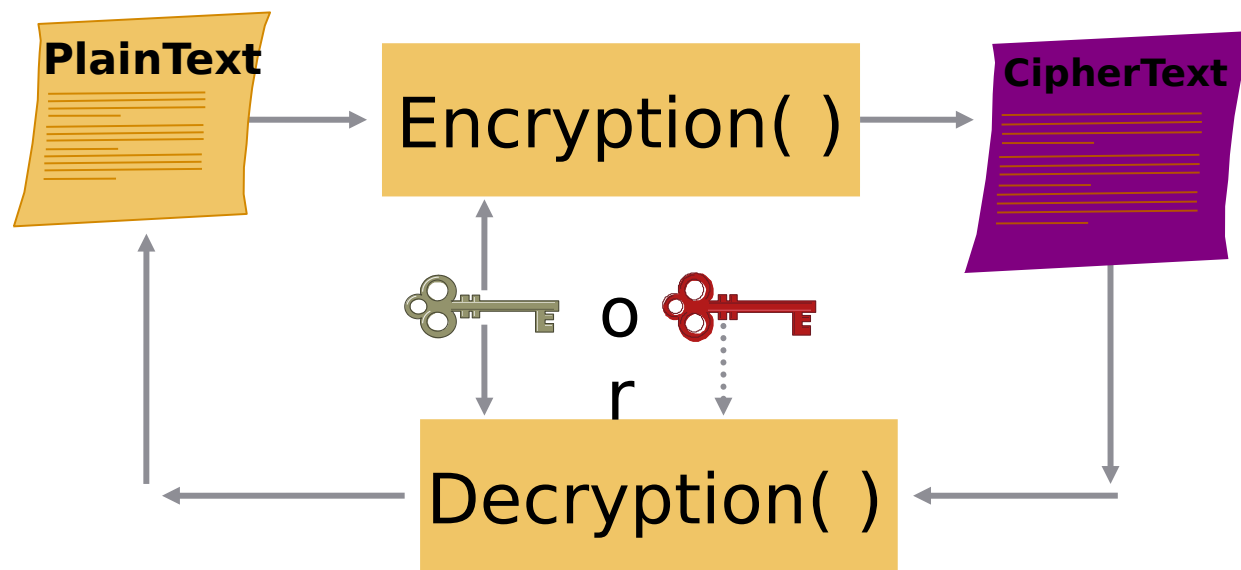 PlainText
Encryption( )
CipherText
o
r
Decryption( )